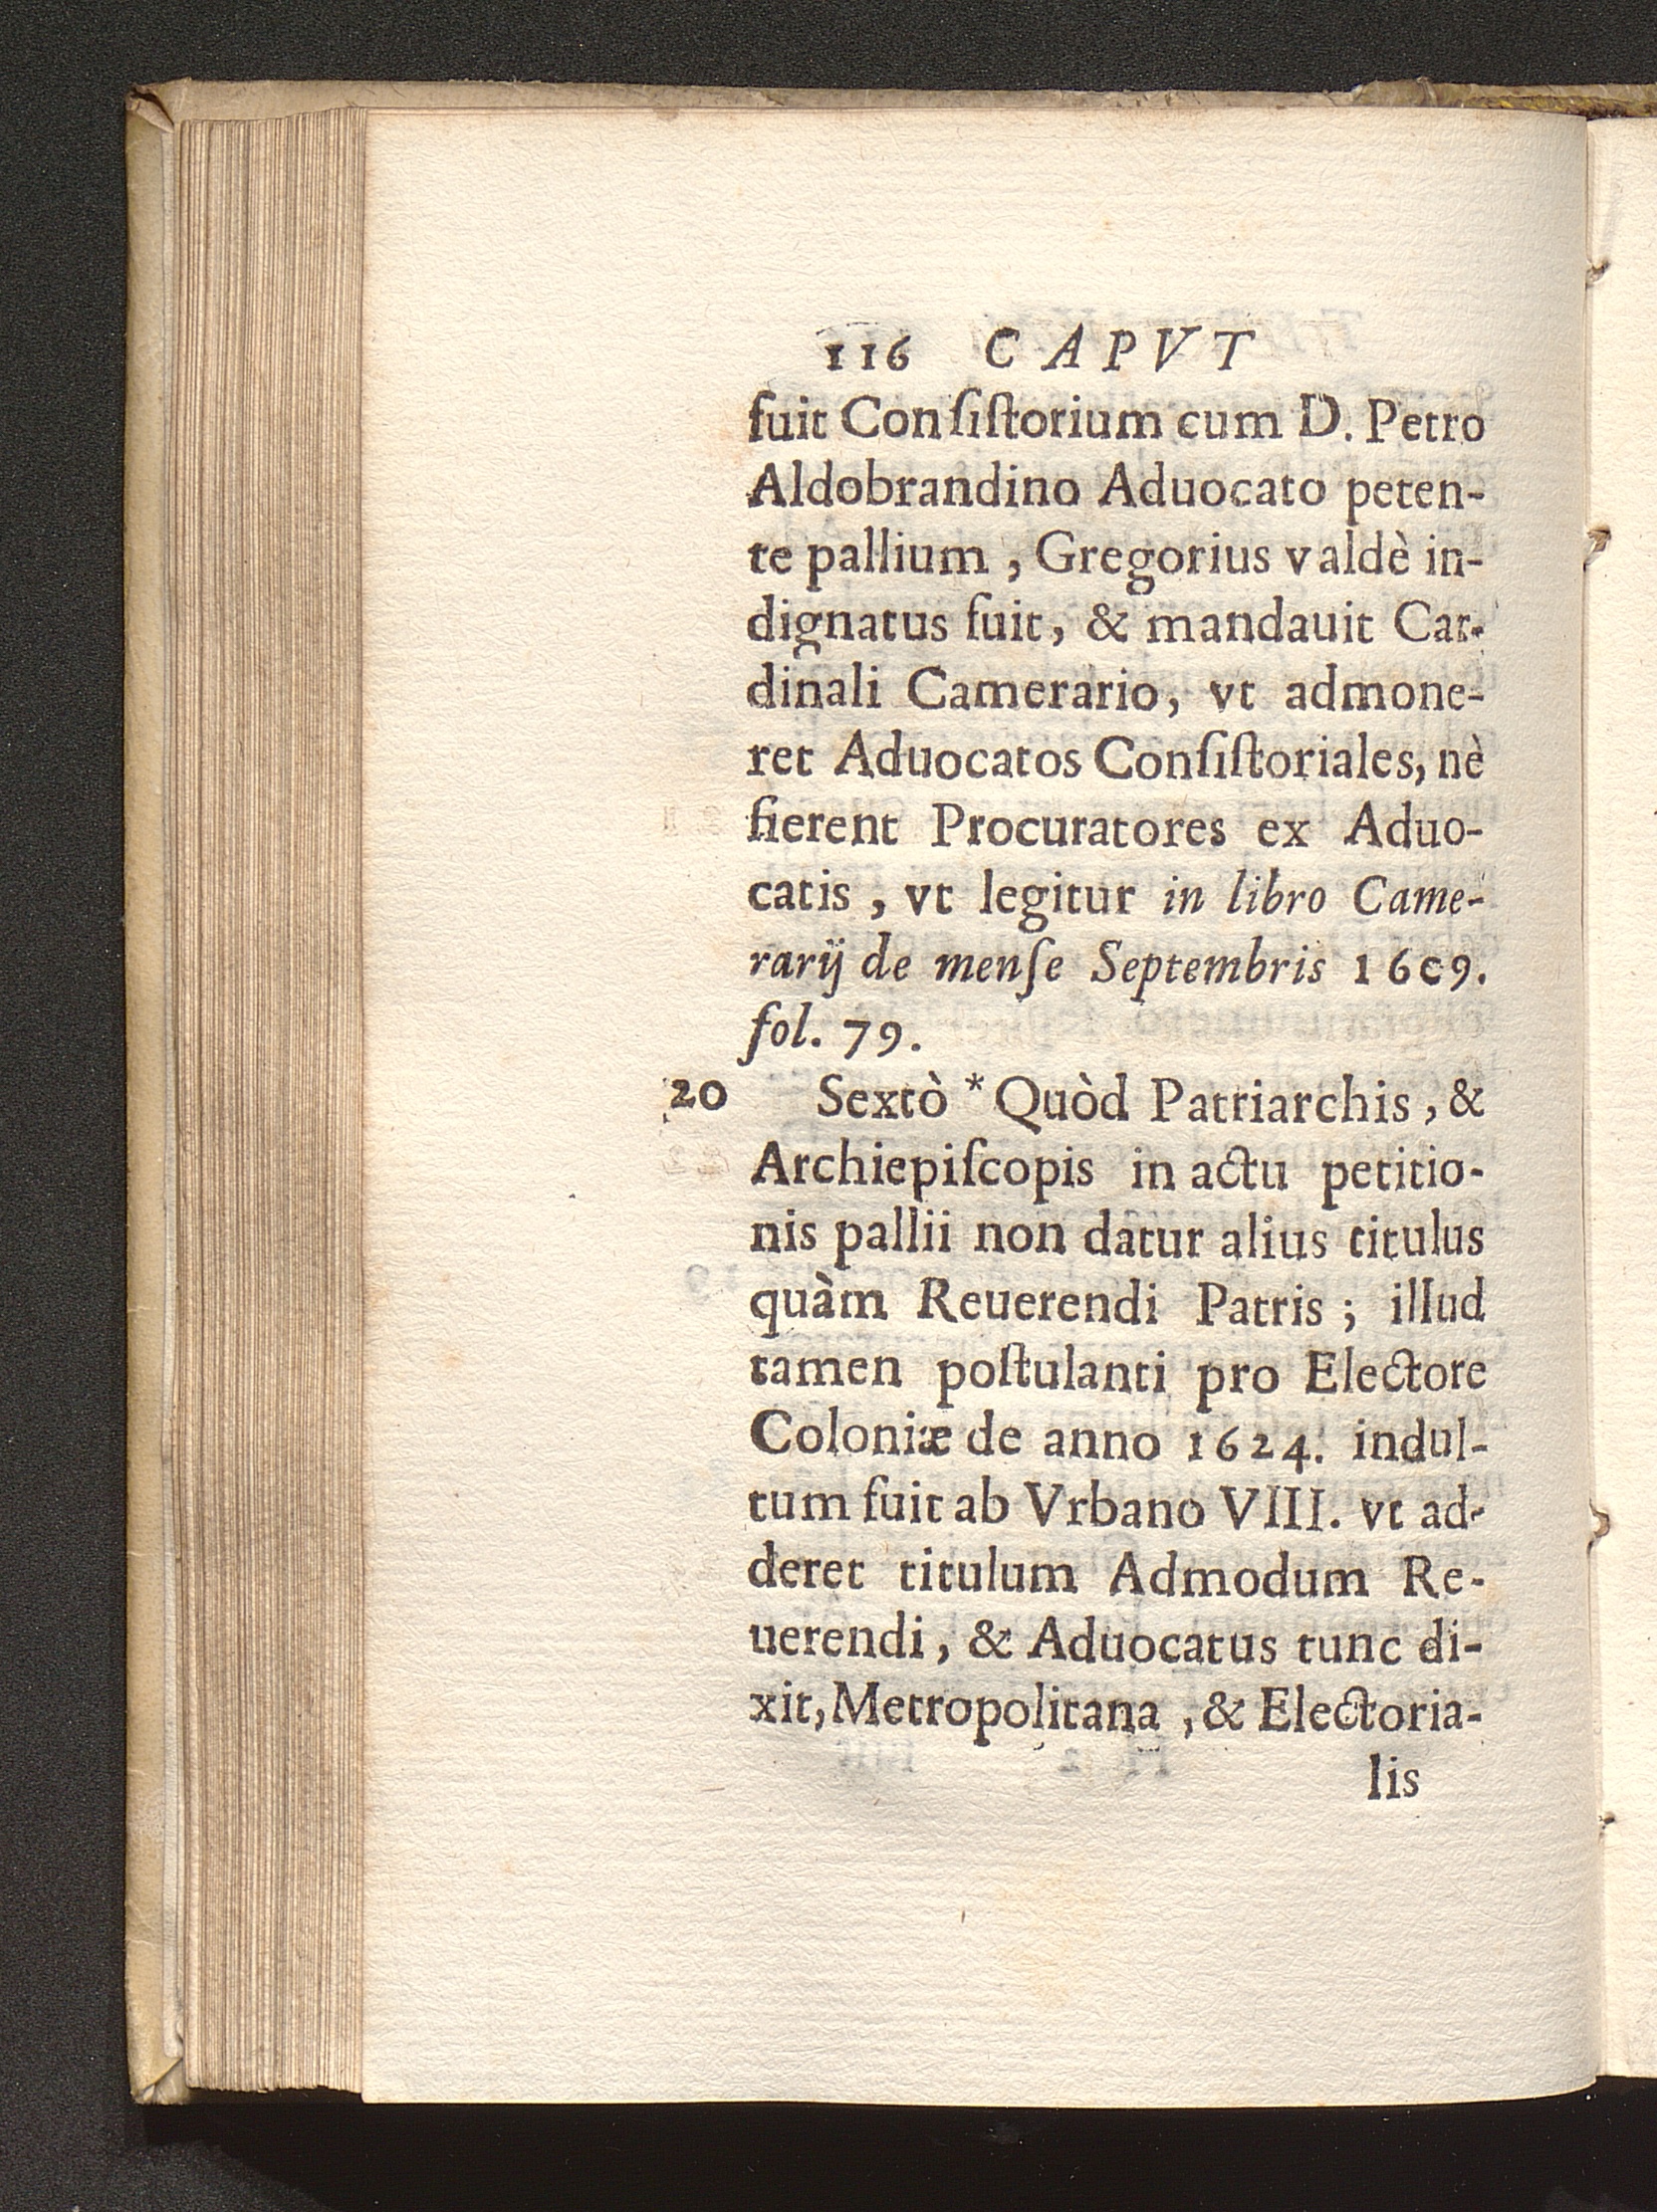 116 CAPVT
fuit Conſiſtorium cum D. Petro
Aldobrandino Aduocato peten-
te pallium, Gregorius valdè in-
dignatus fuit, & mandauit Car-
dinali Camerario, vt admone-
ret Aduocatos Conſiſtoriales, nè
fierent Procuratores ex Aduo-
catis, vt legitur in libro Came-
rarij de menſe Septembris 1609.
fol. 79.
20 Sextò * Quòd Patriarchis, &
Archiepiſcopis in actu petitio-
nis pallii non datur alius titulus
quàm Reuerendi Patris; illud
tamen poſtulanti pro Electore
Coloniæ de anno 1624. indul-
tum fuit ab Vrbano VIII. vt ad-
deret titulum Admodum Re-
uerendi, & Aduocatus tunc di-
xit, Metropolitana, & Electoria-
lis